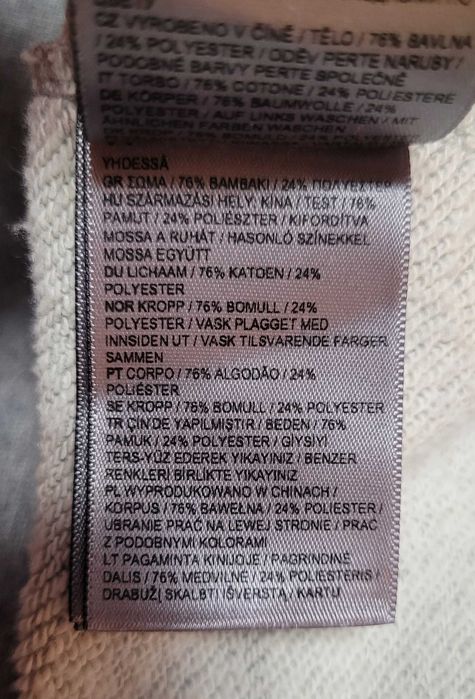 CZ VYROBENO V ČÍNĚ / TĚLO / 76% BAVLNA
/ 24% POLYESTER / ODĚV PERTE NARUBY /
PODOBNÉ BARVY PERTE SPOLEČNĚ
IT TORSO / 76% COTONE / 24% POLIESTERE
DE KÖRPER / 76% BAUMWOLLE / 24%
POLYESTER / AUF LINKS WASCHEN / MIT
ÄHNLICHEN FARBEN WASCHEN
YHDESSÄ
GR ΣΩΜΑ / 76% ΒΑΜΒΑΚΙ / 24% ΠΟΛΥΕΣΤΕΡ
HU SZÁRMAZÁSI HELY: KÍNA / TEST / 76%
PAMUT / 24% POLIÉSZTER / KIFORDÍTVA
MOSSA A RUHÁT / HASONLÓ SZÍNEKKEL
MOSSA EGYÜTT
DU LICHAAM / 76% KATOEN / 24%
POLYESTER
NOR KROPP / 76% BOMULL / 24%
POLYESTER / VASK PLAGGET MED
INNSIDEN UT / VASK TILSVARENDE FARGER
SAMMEN
PT CORPO / 76% ALGODÃO / 24%
POLIÉSTER
SE KROPP / 76% BOMULL / 24% POLYESTER
TR ÇİN'DE YAPILMIŞTIR / BEDEN / 76%
PAMUK / 24% POLYESTER / GİYSİYİ
TERS-YÜZ EDEREK YIKAYINIZ / BENZER
RENKLERİ BİRLİKTE YIKAYINIZ
PL WYPRODUKOWANO W CHINACH /
KORPUS / 76% BAWEŁNA / 24% POLIESTER /
UBRANIE PRAĆ NA LEWEJ STRONIE / PRAĆ
Z PODOBNYMI KOLORAMI
LT PAGAMINTA KINIJOJE / PAGRINDINĖ
DALIS / 76% MEDVILNĖ / 24% POLIESTERIS /
DRABUŽĮ SKALBTI IŠVERSTĄ / KARTU